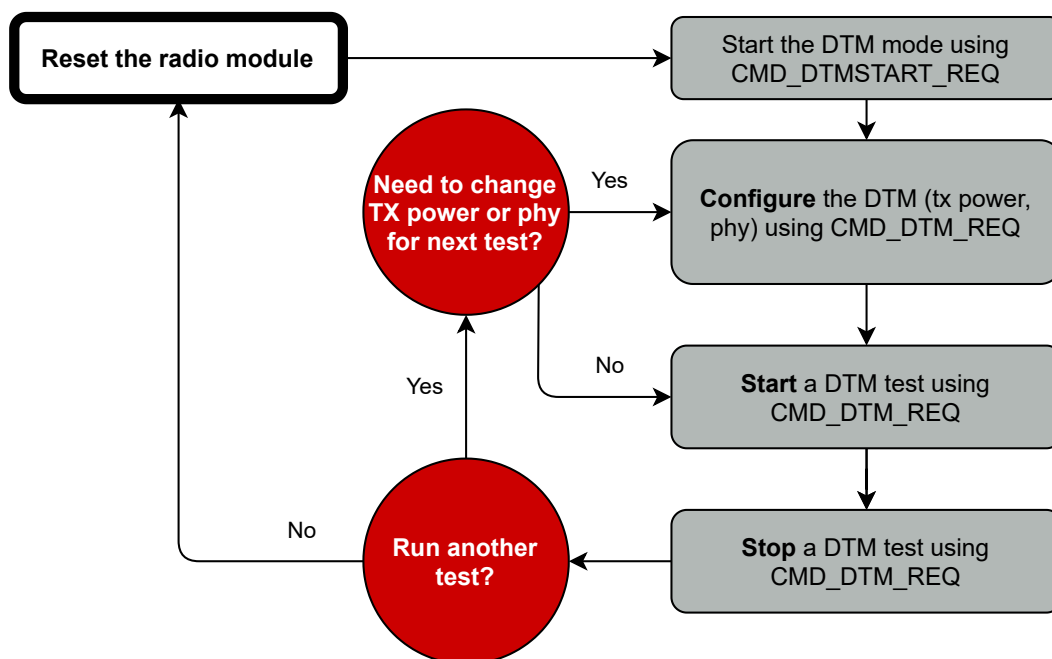 Reset the radio module
Start the DTM mode using
CMD_DTMSTART_REQ
Need to change
TX power or phy
for next test?
Yes
Configure the DTM (tx power,
phy) using CMD_DTM_REQ
No
Start a DTM test using
CMD_DTM_REQ
Yes
Run another
test?
No
Stop a DTM test using
CMD_DTM_REQ